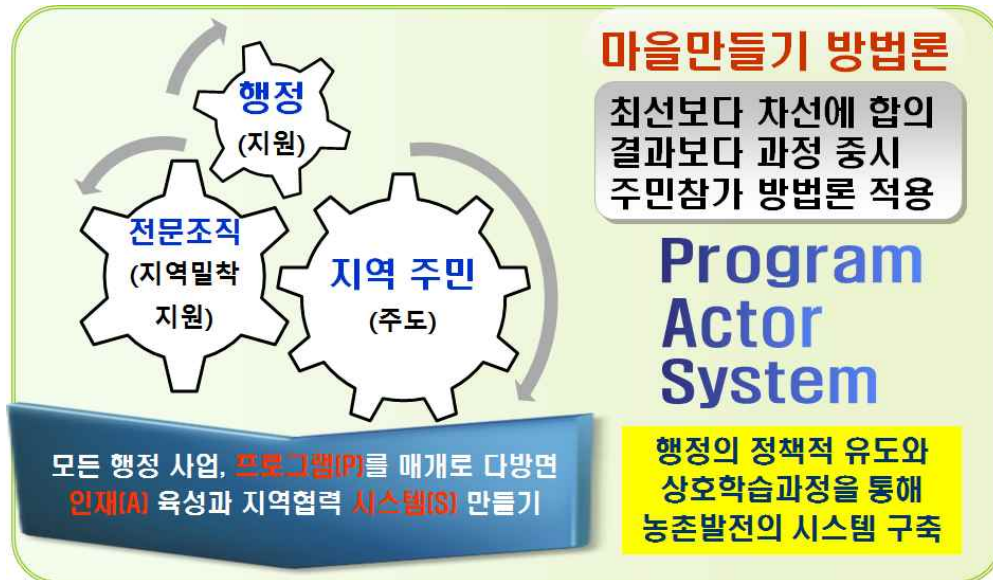 행정
(지원)
전문조직
(지역밀착
지원)
지역 주민
(주도)
모든 행정 사업, 프로그램(P)를 매개로 다방면
인재(A) 육성과 지역협력 시스템(S) 만들기
마을만들기 방법론
최선보다 차선에 합의
결과보다 과정 중시
주민참가 방법론 적용
Program
Actor
System
행정의 정책적 유도와
상호학습과정을 통해
농촌발전의 시스템 구축